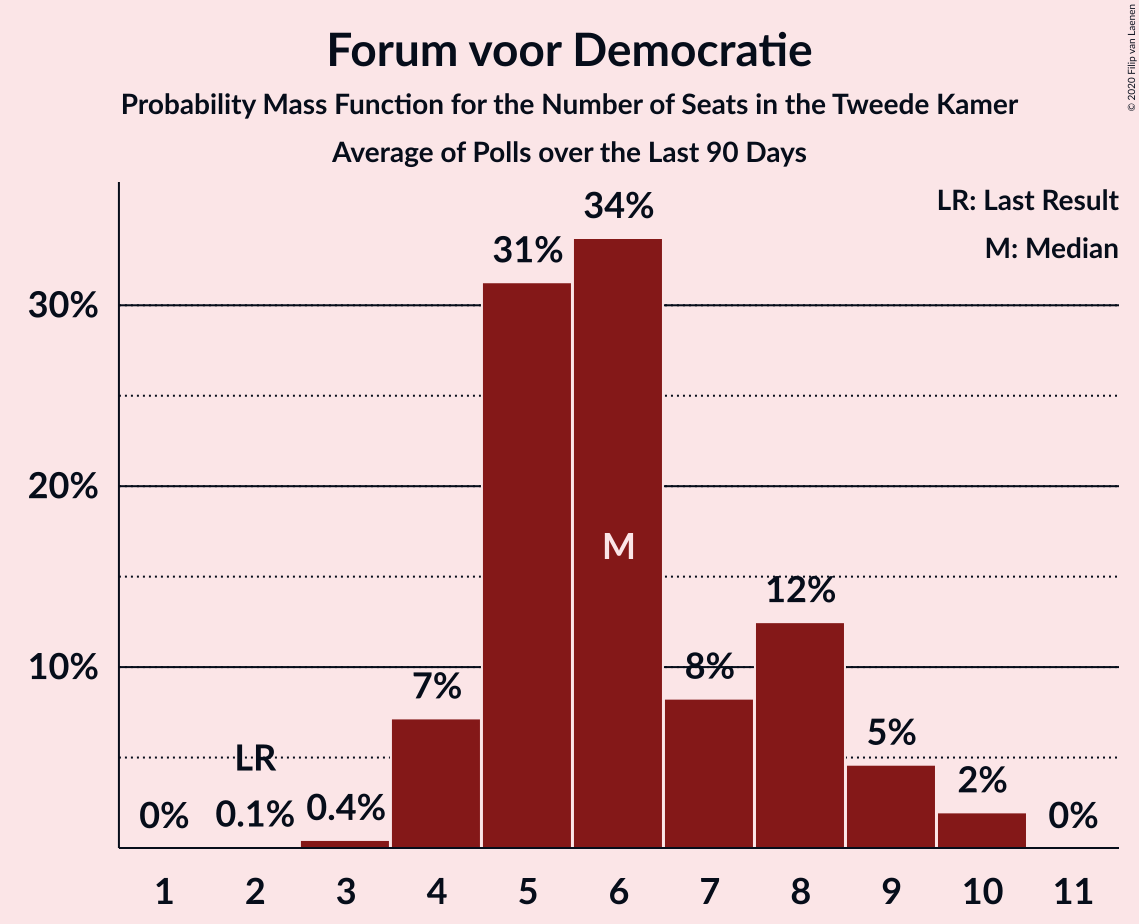 Forum voor Democratie
Probability Mass Function for the Number of Seats in the Tweede Kamer
Average of Polls over the Last 90 Days
© 2020 Filip van Laenen
LR: Last Result
M: Median
34%
31%
30%
20%
M
12%
10%
8%
7%
LR
5%
2%
0%
0.1%
0.4%
0%
1 2 3 4 5 6 7 8 9 10 11